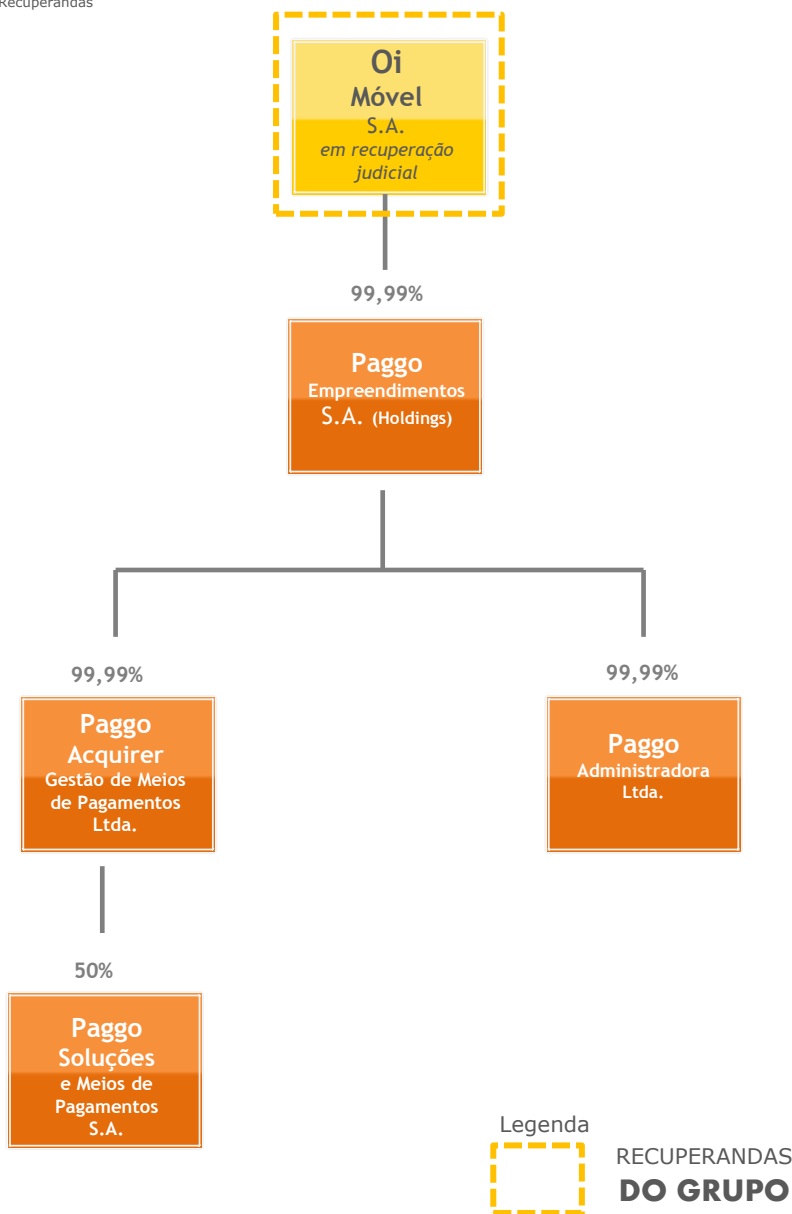 Recuperandas
Oi
Móvel
S.A.
em recuperação
judicial
99,99%
Paggo
Empreendimentos
S.A. (Holdings)
99,99%
99,99%
Paggo
Acquirer
Gestão de Meios
de Pagamentos
Ltda.
Paggo
Administradora
Ltda.
50%
Paggo
Soluções
e Meios de
Pagamentos
S.A.
Legenda
RECUPERANDAS
DO GRUPO